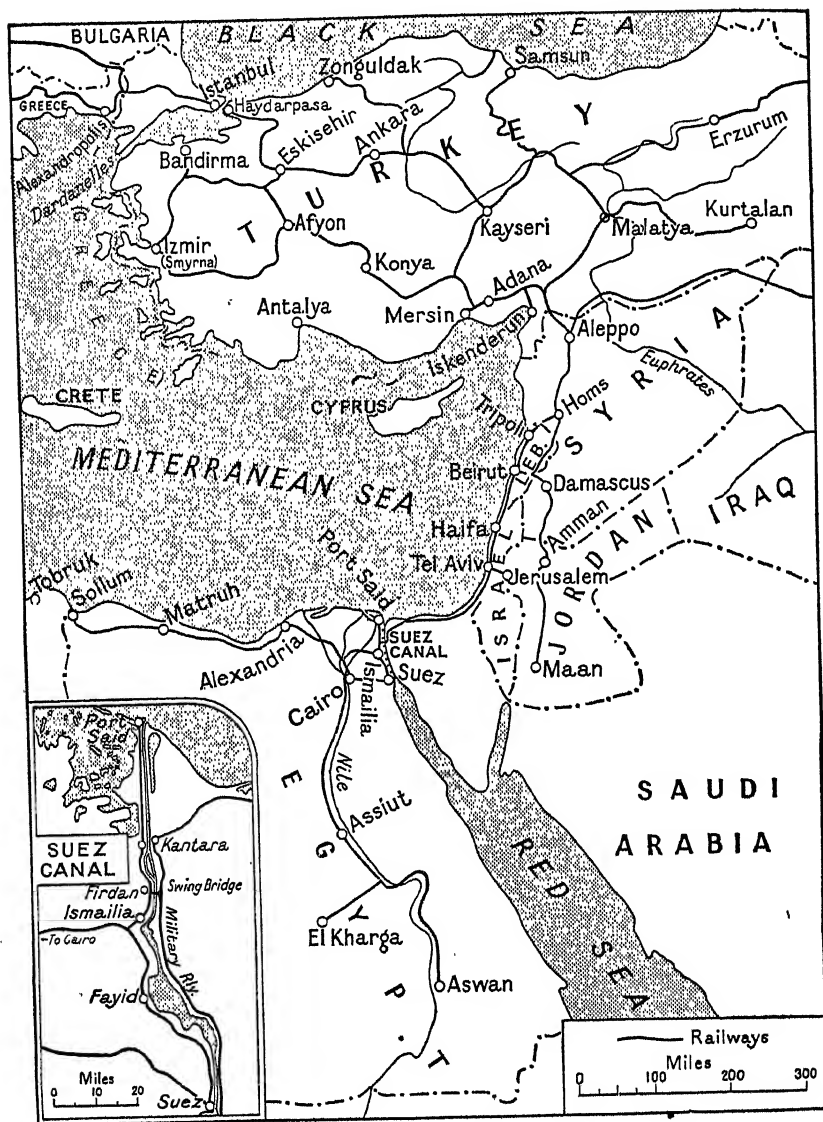 BLACK SEA
BULGARIA
Istanbul
Zonguldak
Samsun
GREECE
Haydarpasa
Alexandropolis
Dardanelles
Bandirma
Eskisehir
Ankara
TURKEY
Erzurum
Izmir
(Smyrna)
Afyon
Kayseri
Malatya
Kurtalan
Konya
GREECE)
Antalya
Mersin
Adana
Iskenderun
Aleppo
SYRIA
Euphrates
CRETE
CYPRUS
Tripoli
Homs
LEB.
MEDITERRANEAN SEA
Beirut
Damascus
IRAQ
Haifa
Amman
JORDAN
Tel Aviv
Jerusalem
ISRAEL
Port Said
Tobruk
Sollum
Matruh
Alexandria
SUEZ
CANAL
Ismailia
Suez
Maan
Cairo
Nile
EGYPT
Assiut
SAUDI
ARABIA
RED SEA
El Kharga
Aswan
Port
Said
SUEZ
CANAL
Kantara
Firdan
Swing Bridge
Ismailia
Military Rly.
-To Cairo
Fayid
Miles
0 10 20
Suez
Railways
Miles
0 100 200 300